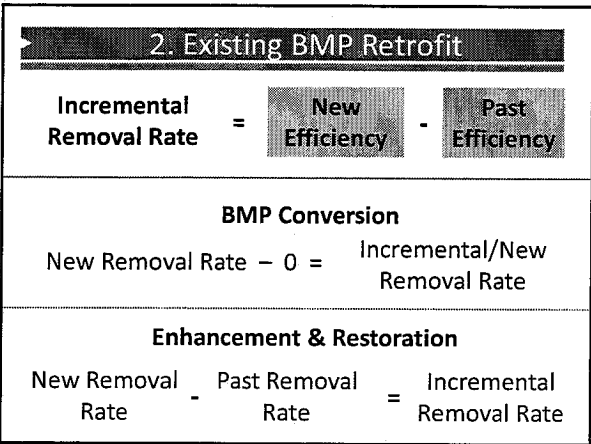 2. Existing BMP Retrofit
Incremental Removal Rate = New Efficiency - Past Efficiency
BMP Conversion
New Removal Rate – 0 = Incremental/New Removal Rate
Enhancement & Restoration
New Removal Rate - Past Removal Rate = Incremental Removal Rate